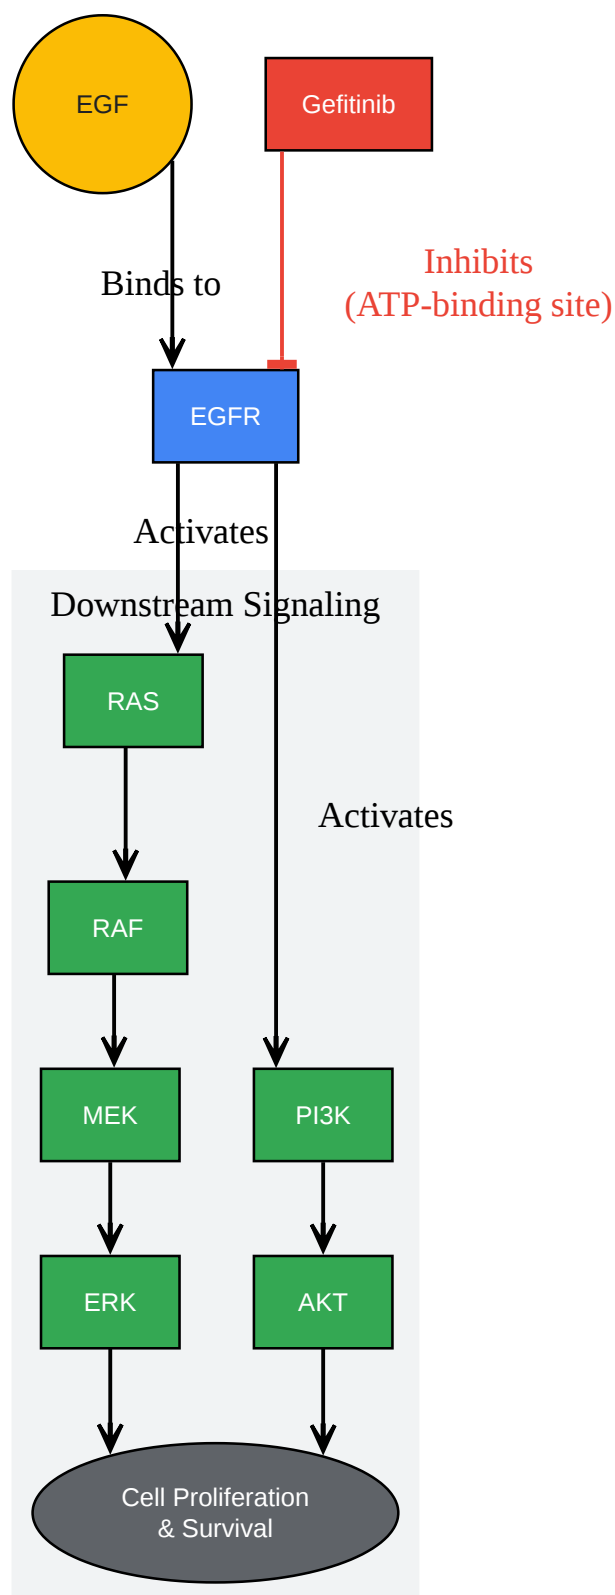 EGF
Gefitinib
Inhibits
(ATP-binding site)
Binds to
EGFR
Activates
Downstream Signaling
RAS
Activates
RAF
MEK
PI3K
ERK
AKT
Cell Proliferation
& Survival